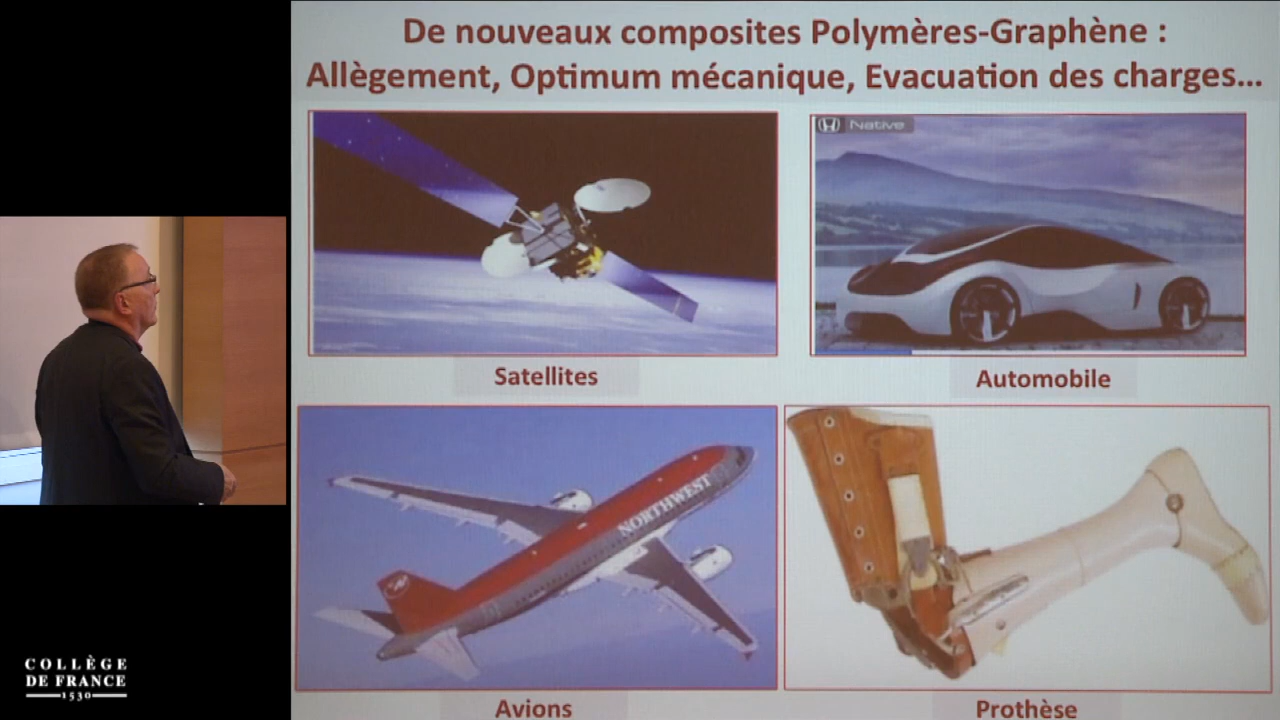 De nouveaux composites Polymères-Graphène :
Allègement, Optimum mécanique, Evacuation des charges...
Native
Satellites
Automobile
NORTHWEST
Avions
Prothèse
COLLÈGE
DE FRANCE
1530